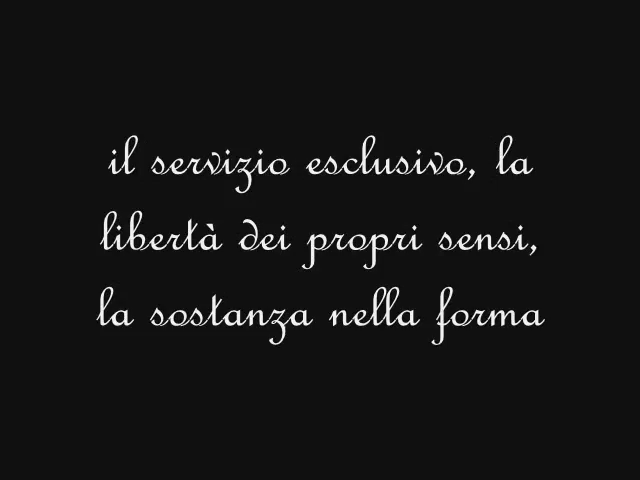 il servizio esclusivo, la
libertà dei propri sensi,
la sostanza nella forma